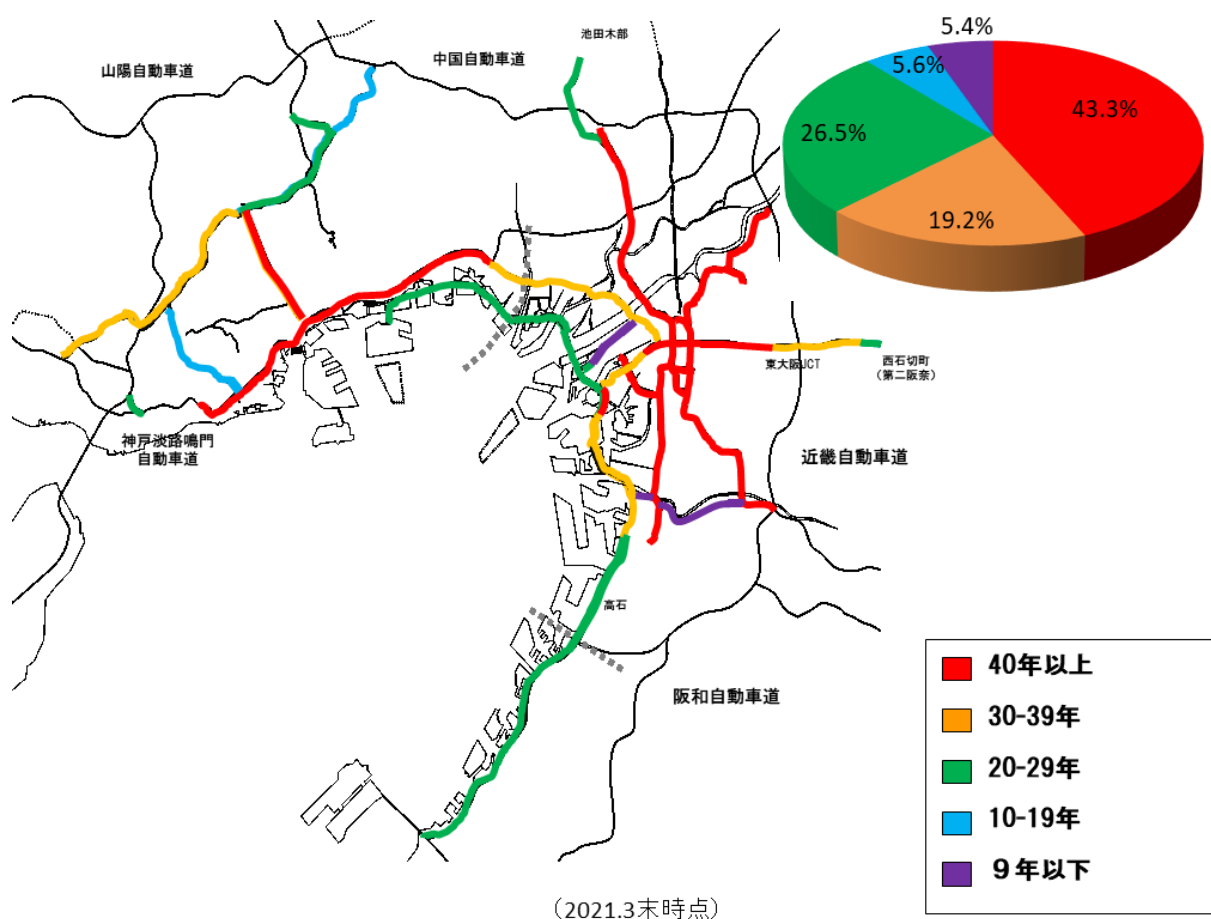 山陽自動車道
中国自動車道
池田木部
5.4%
5.6%
43.3%
26.5%
19.2%
東大阪JCT
西石切町
(第二阪奈)
神戸淡路鳴門
自動車道
近畿自動車道
高石
阪和自動車道
40年以上
30-39年
20-29年
10-19年
9年以下
(2021.3末時点)